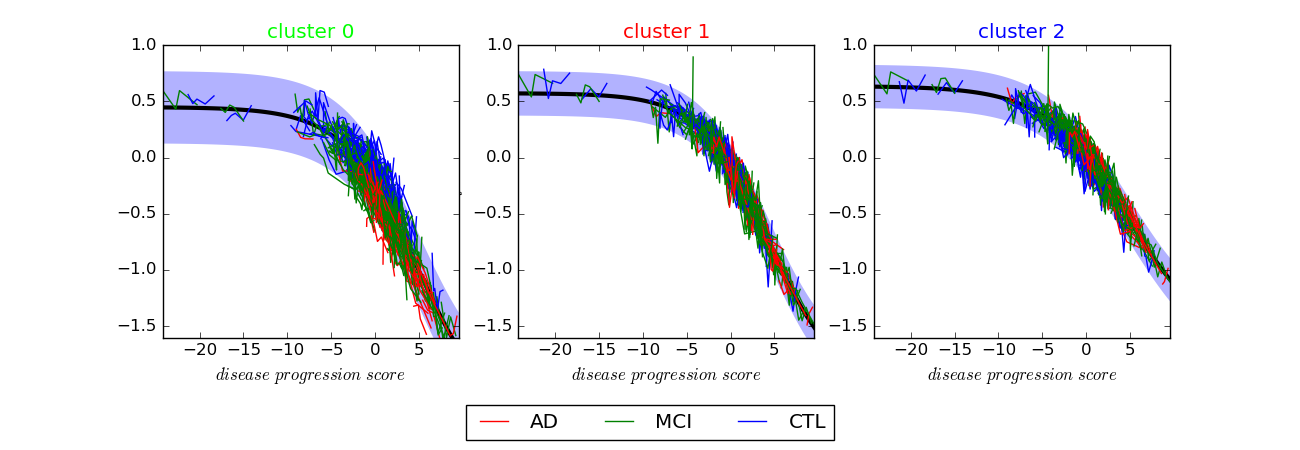 cluster 0 cluster 1 cluster 2
1.0 1.0 1.0
0.5 0.5 0.5
0.0 0.0 0.0
−0.5 −0.5 −0.5
−1.0 −1.0 −1.0
−1.5 −1.5 −1.5
−20 −15 −10 −5 0 5 −20 −15 −10 −5 0 5 −20 −15 −10 −5 0 5
disease progression score disease progression score disease progression score
AD MCI CTL